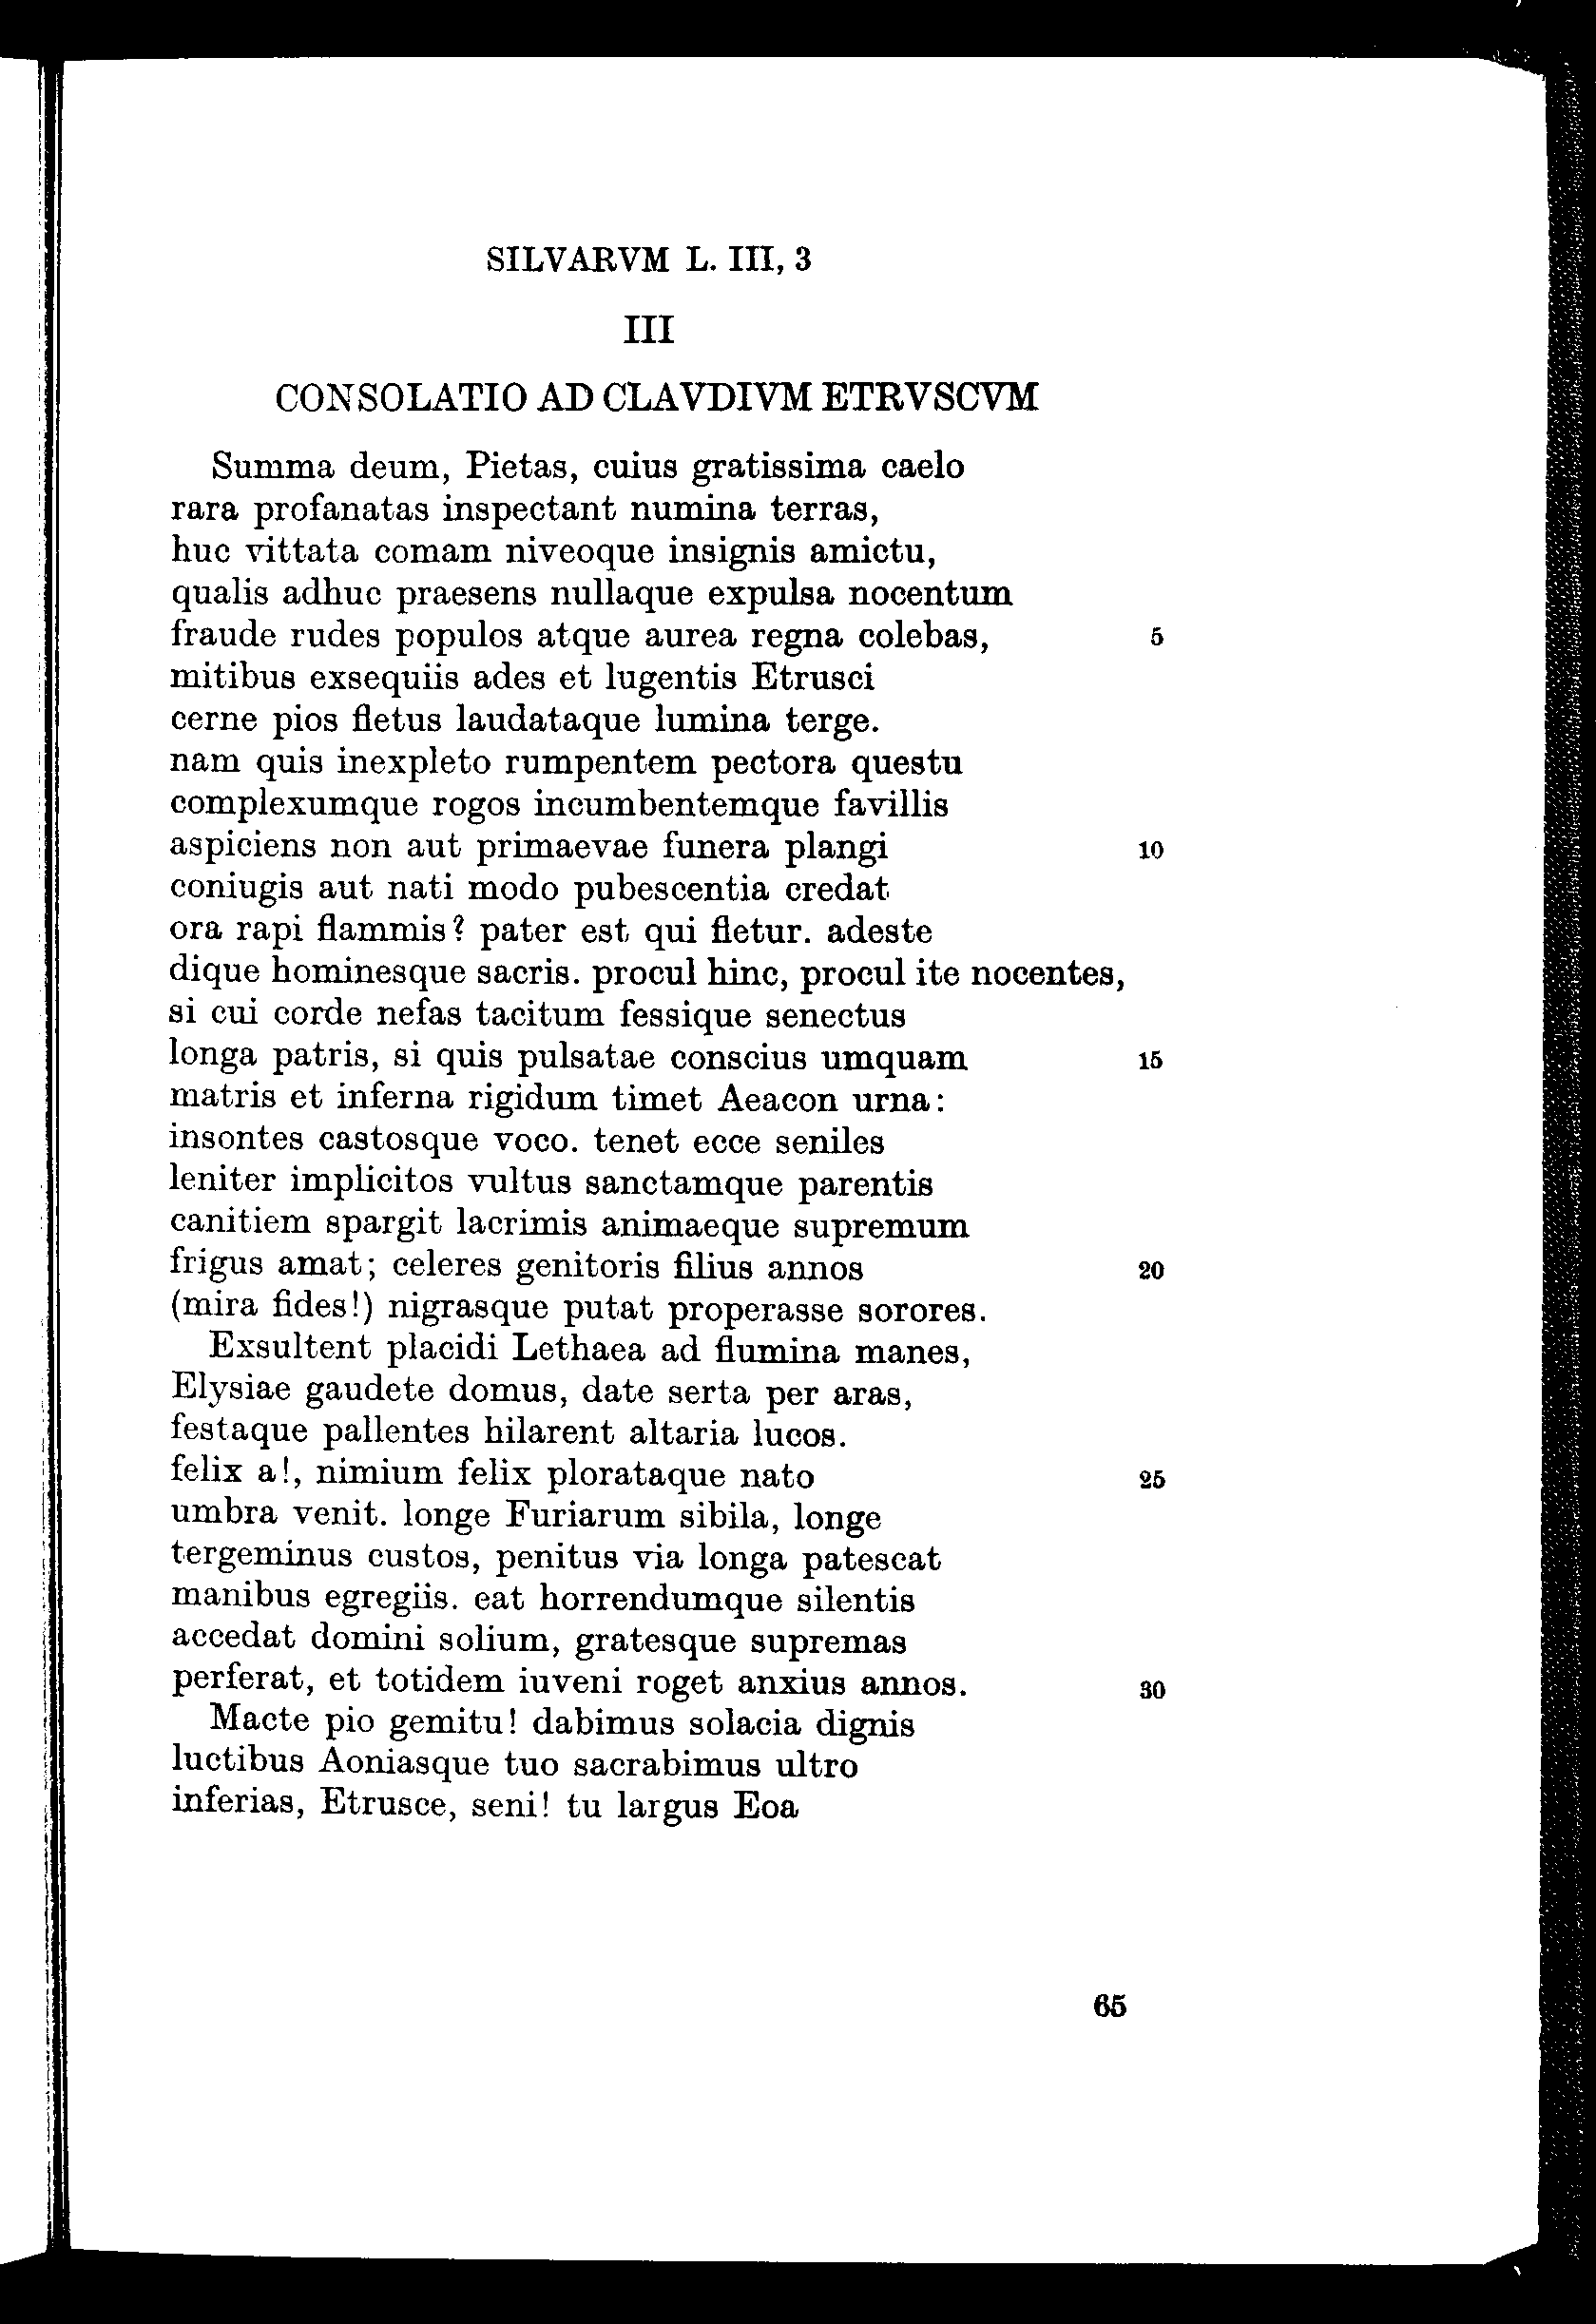 SILVARVM L. III, 3
III
CONSOLATIO AD CLAVDIVM ETRVSCVM
Summa deum, Pietas, cuius gratissima caelo
rara profanatas inspectant numina terras,
huc vittata comam niveoque insignis amictu,
qualis adhuc praesens nullaque expulsa nocentum
fraude rudes populos atque aurea regna colebas, 5
mitibus exsequiis ades et lugentis Etrusci
cerne pios fletus laudataque lumina terge.
nam quis inexpleto rumpentem pectora questu
complexumque rogos incumbentemque favillis
aspiciens non aut primaevae funera plangi 10
coniugis aut nati modo pubescentia credat
ora rapi flammis? pater est qui fletur. adeste
dique hominesque sacris. procul hinc, procul ite nocentes,
si cui corde nefas tacitum fessique senectus
longa patris, si quis pulsatae conscius umquam 15
matris et inferna rigidum timet Aeacon urna:
insontes castosque voco. tenet ecce seniles
leniter implicitos vultus sanctamque parentis
canitiem spargit lacrimis animaeque supremum
frigus amat; celeres genitoris filius annos 20
(mira fides!) nigrasque putat properasse sorores.
Exsultent placidi Lethaea ad flumina manes,
Elysiae gaudete domus, date serta per aras,
festaque pallentes hilarent altaria lucos.
felix a!, nimium felix plorataque nato 25
umbra venit. longe Furiarum sibila, longe
tergeminus custos, penitus via longa patescat
manibus egregiis. eat horrendumque silentis
accedat domini solium, gratesque supremas
perferat, et totidem iuveni roget anxius annos. 30
Macte pio gemitu! dabimus solacia dignis
luctibus Aoniasque tuo sacrabimus ultro
inferias, Etrusce, seni! tu largus Eoa
65